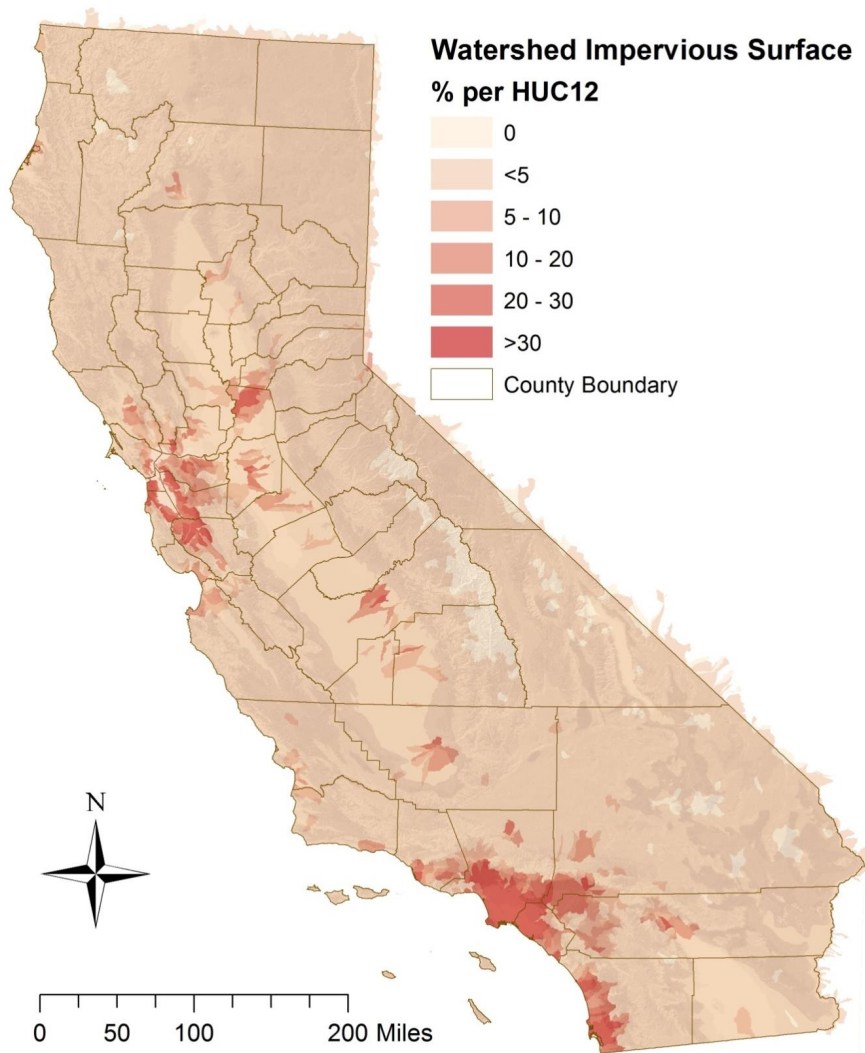 Watershed Impervious Surface
% per HUC12
0
<5
5 - 10
10 - 20
20 - 30
>30
County Boundary
N
0 50 100 200 Miles